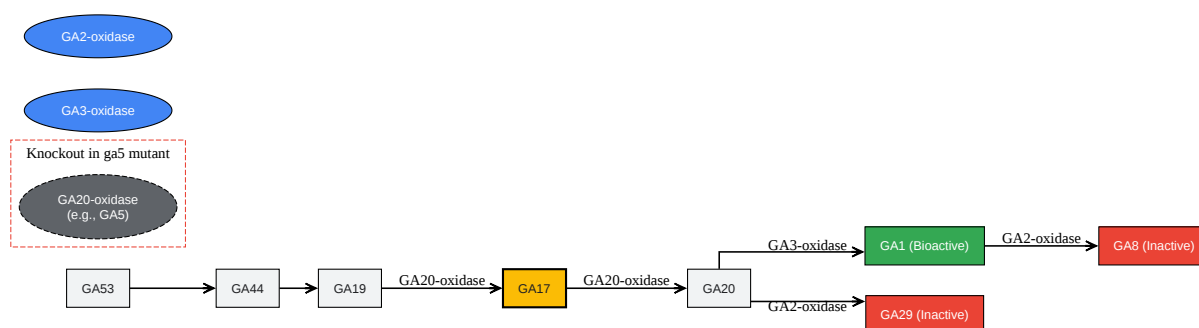 GA2-oxidase
GA3-oxidase
Knockout in ga5 mutant
GA20-oxidase
(e.g., GA5)
GA53
GA44
GA19
GA20-oxidase
GA17
GA20-oxidase
GA20
GA3-oxidase
GA1 (Bioactive)
GA2-oxidase
GA8 (Inactive)
GA2-oxidase
GA29 (Inactive)